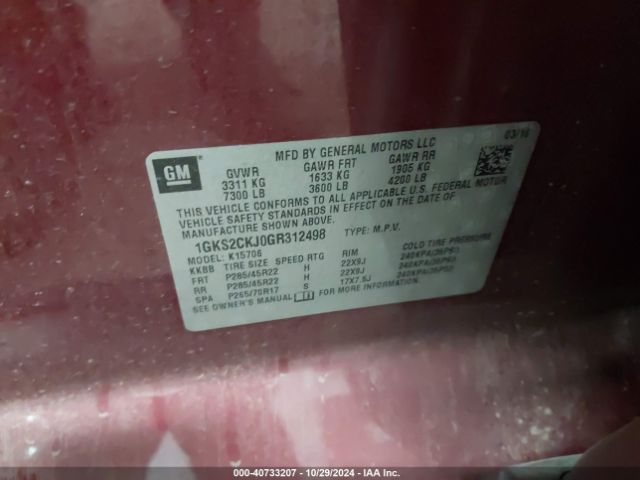 03/16
GM
MFD BY GENERAL MOTORS LLC
GVWR GAWR FRT GAWR RR
3311 KG 1633 KG 1905 KG
7300 LB 3600 LB 4200 LB
THIS VEHICLE CONFORMS TO ALL APPLICABLE U.S. FEDERAL MOTOR
VEHICLE SAFETY STANDARDS IN EFFECT ON THE DATE OF
MANUFACTURE SHOWN ABOVE.
1GKS2CKJ0GR312498 TYPE: M.P.V.
MODEL: K15706
KKBB TIRE SIZE SPEED RTG RIM COLD TIRE PRESSURE
FRT P285/45R22 H 22X9J 240KPA(35PSI)
RR P285/45R22 H 22X9J 240KPA(35PSI)
SPA P265/70R17 S 17X7.5J 240KPA(35PSI)
SEE OWNER'S MANUAL
40-40733207 - 10/29/2024 - IAA Inc.